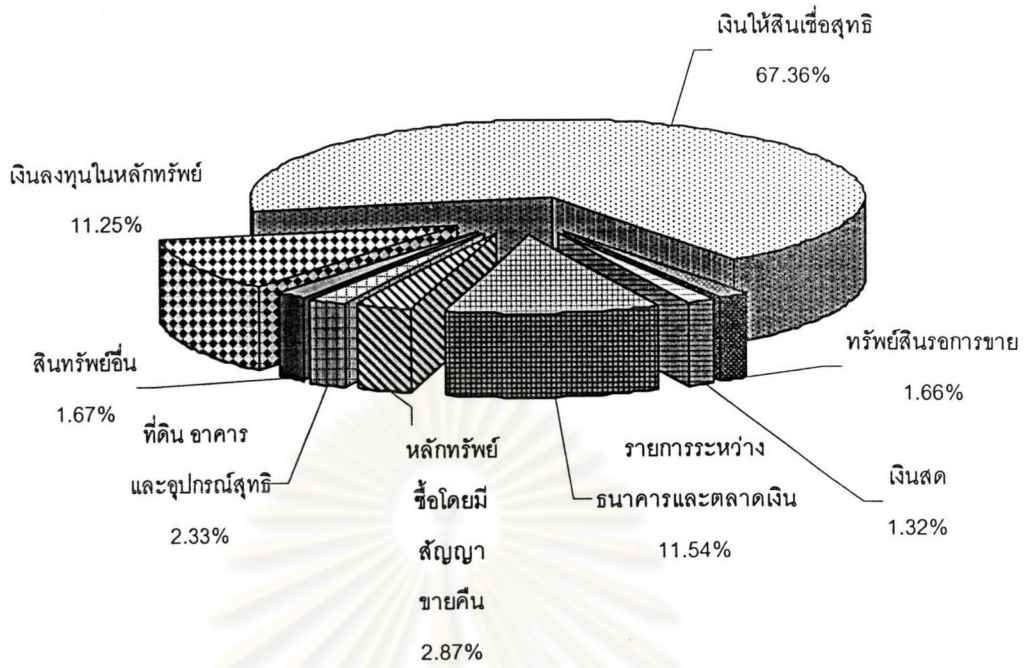 เงินให้สินเชื่อสุทธิ
67.36%
เงินลงทุนในหลักทรัพย์
11.25%
สินทรัพย์อื่น
1.67%
ที่ดิน อาคาร
และอุปกรณ์สุทธิ
2.33%
หลักทรัพย์
ซื้อโดยมี
สัญญา
ขายคืน
2.87%
รายการระหว่าง
ธนาคารและตลาดเงิน
11.54%
เงินสด
1.32%
ทรัพย์สินรอการขาย
1.66%